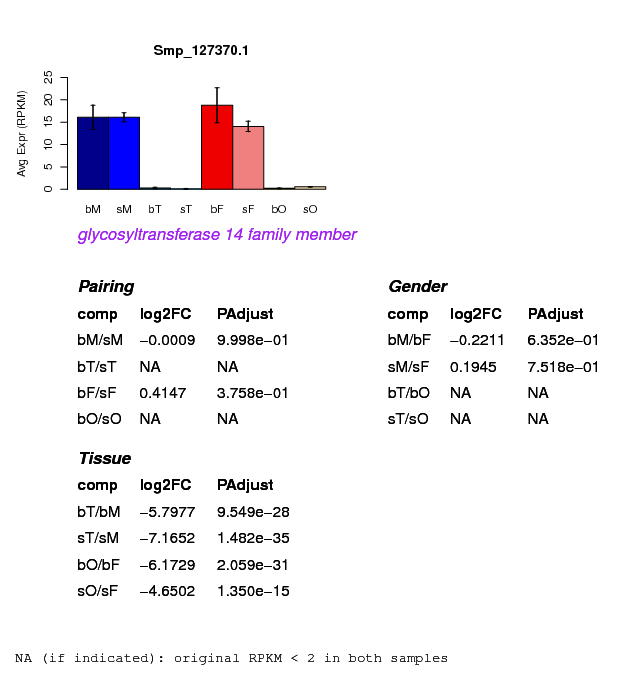 Smp_127370.1
Avg Expr (RPKM)
0 5 10 15 20 25
bM sM bT sT bF sF bO sO
glycosyltransferase 14 family member
Pairing
comp log2FC PAdjust
bM/sM −0.0009 9.998e−01
bT/sT NA NA
bF/sF 0.4147 3.758e−01
bO/sO NA NA
Gender
comp log2FC PAdjust
bM/bF −0.2211 6.352e−01
sM/sF 0.1945 7.518e−01
bT/bO NA NA
sT/sO NA NA
Tissue
comp log2FC PAdjust
bT/bM −5.7977 9.549e−28
sT/sM −7.1652 1.482e−35
bO/bF −6.1729 2.059e−31
sO/sF −4.6502 1.350e−15
NA (if indicated): original RPKM < 2 in both samples